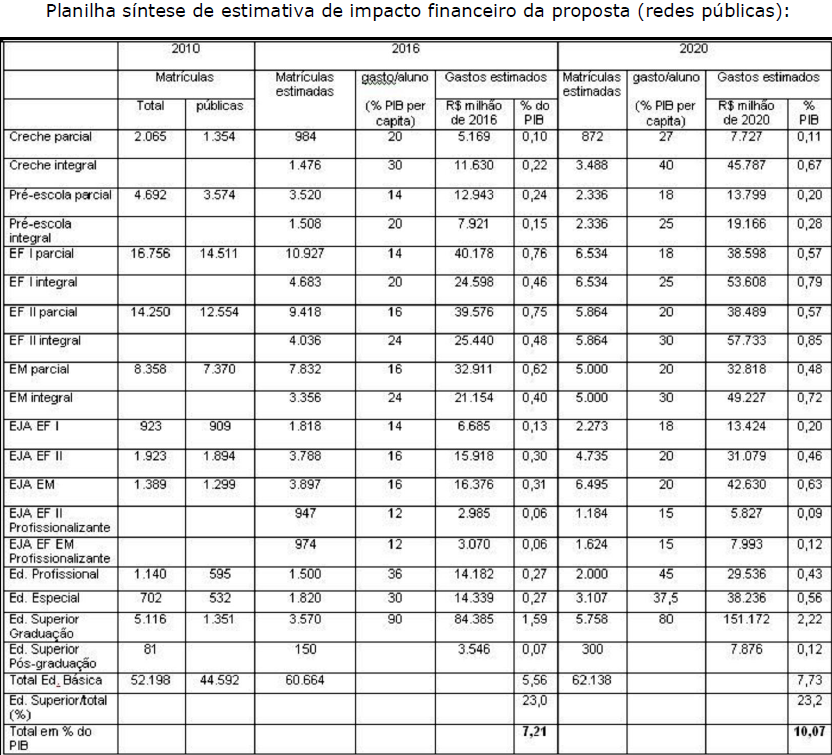 Planilha síntese de estimativa de impacto financeiro da proposta (redes públicas):
2010 2016 2020
Matrículas Matrículas estimadas gasto/aluno Gastos estimados Matrículas estimadas gasto/aluno Gastos estimados
Total públicas (% PIB per capita) R$ milhão de 2016 % do PIB (% PIB per capita) R$ milhão de 2020 % PIB
Creche parcial 2.065 1.354 984 20 5.169 0,10 872 27 7.727 0,11
Creche integral 1.476 30 11.630 0,22 3.488 40 45.787 0,67
Pré-escola parcial 4.692 3.574 3.520 14 12.943 0,24 2.336 18 13.799 0,20
Pré-escola integral 1.508 20 7.921 0,15 2.336 25 19.166 0,28
EF I parcial 16.756 14.511 10.927 14 40.178 0,76 6.534 18 38.598 0,57
EF I integral 4.683 20 24.598 0,46 6.534 25 53.608 0,79
EF II parcial 14.250 12.554 9.418 16 39.576 0,75 5.864 20 38.489 0,57
EF II integral 4.036 24 25.440 0,48 5.864 30 57.733 0,85
EM parcial 8.358 7.370 7.832 16 32.911 0,62 5.000 20 32.818 0,48
EM integral 3.356 24 21.154 0,40 5.000 30 49.227 0,72
EJA EF I 923 909 1.818 14 6.685 0,13 2.273 18 13.424 0,20
EJA EF II 1.923 1.894 3.788 16 15.918 0,30 4.735 20 31.079 0,46
EJA EM 1.389 1.299 3.897 16 16.376 0,31 6.495 20 42.630 0,63
EJA EF II Profissionalizante 947 12 2.985 0,06 1.184 15 5.827 0,09
EJA EF EM Profissionalizante 974 12 3.070 0,06 1.624 15 7.993 0,12
Ed. Profissional 1.140 595 1.500 36 14.182 0,27 2.000 45 29.536 0,43
Ed. Especial 702 532 1.820 30 14.339 0,27 3.107 37,5 38.236 0,56
Ed. Superior Graduação 5.116 1.351 3.570 90 84.385 1,59 5.758 80 151.172 2,22
Ed. Superior Pós-graduação 81 150 3.546 0,07 300 7.876 0,12
Total Ed. Básica 52.198 44.592 60.664 5,56 62.138 7,73
Ed. Superior/total (%) 23,0 23,2
Total em % do PIB 7,21 10,07